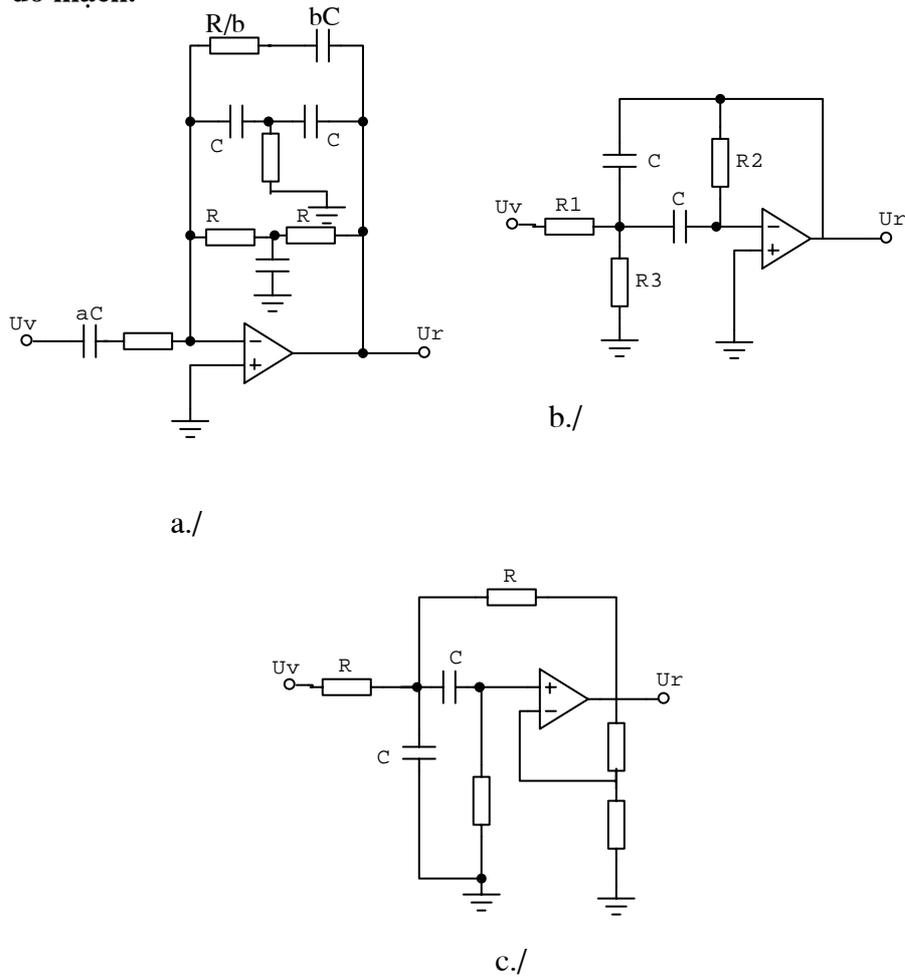 đồ mạch:
R/b bC
C C
R R
aC
Uv
Ur
a./
C
R2
Uv R1
C
Ur
R3
b./
R
Uv R
C
Ur
C
c./